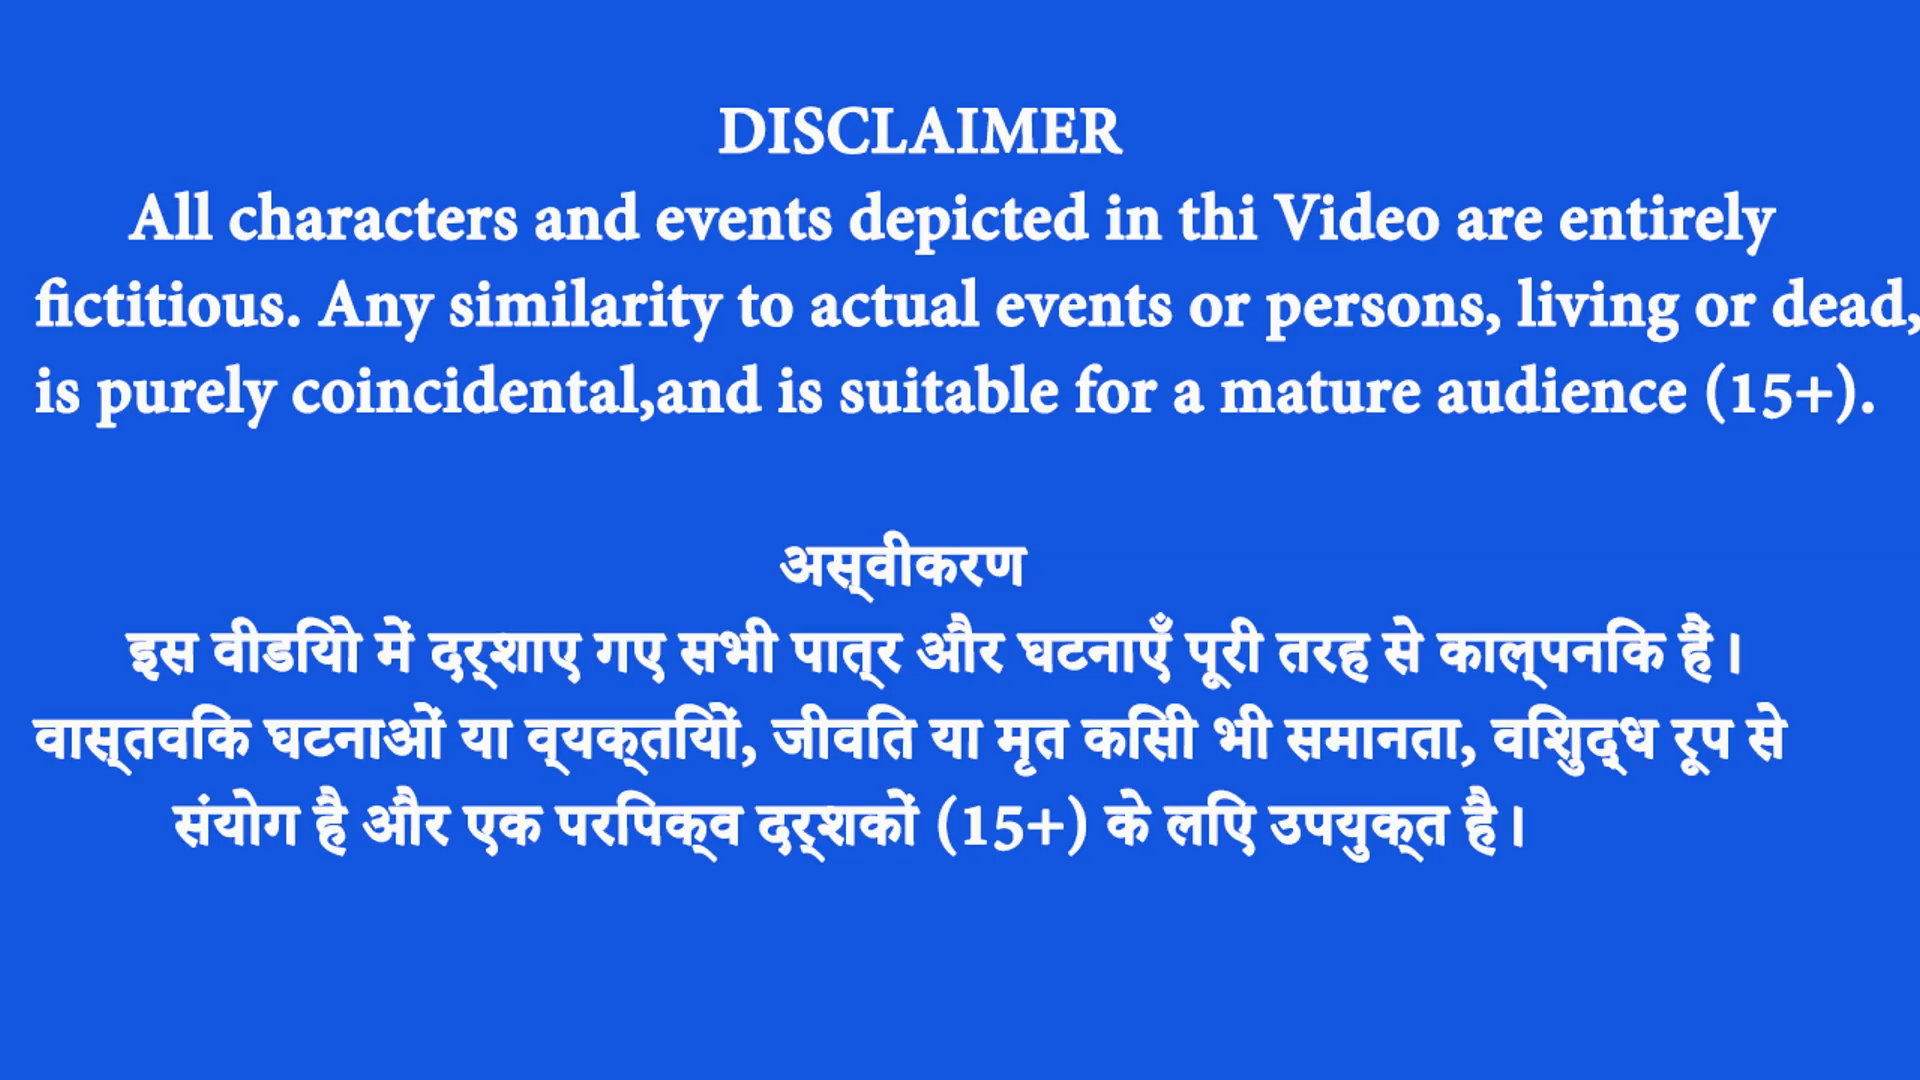 DISCLAIMER
All characters and events depicted in thi Video are entirely
fictitious. Any similarity to actual events or persons, living or dead,
is purely coincidental,and is suitable for a mature audience (15+).
अस्वीकरण
इस वीडियो में दर्शाए गए सभी पात्र और घटनाएँ पूरी तरह से काल्पनिक हैं।
वास्तविक घटनाओं या व्यक्तियों, जीवित या मृत किसी भी समानता, विशुद्ध रूप से
संयोग है और एक परिपक्व दर्शकों (15+) के लिए उपयुक्त है।